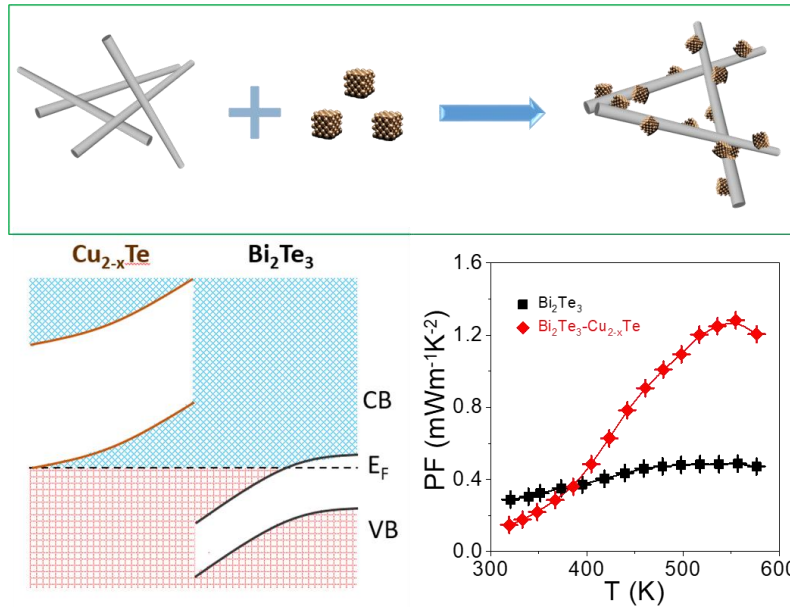 Cu₂₋ₓTe
Bi₂Te₃
CB
E_F
VB
1.6
1.2
0.8
0.4
0.0
PF (mWm⁻¹K⁻²)
Bi₂Te₃
Bi₂Te₃-Cu₂₋ₓTe
300
400
500
600
T (K)